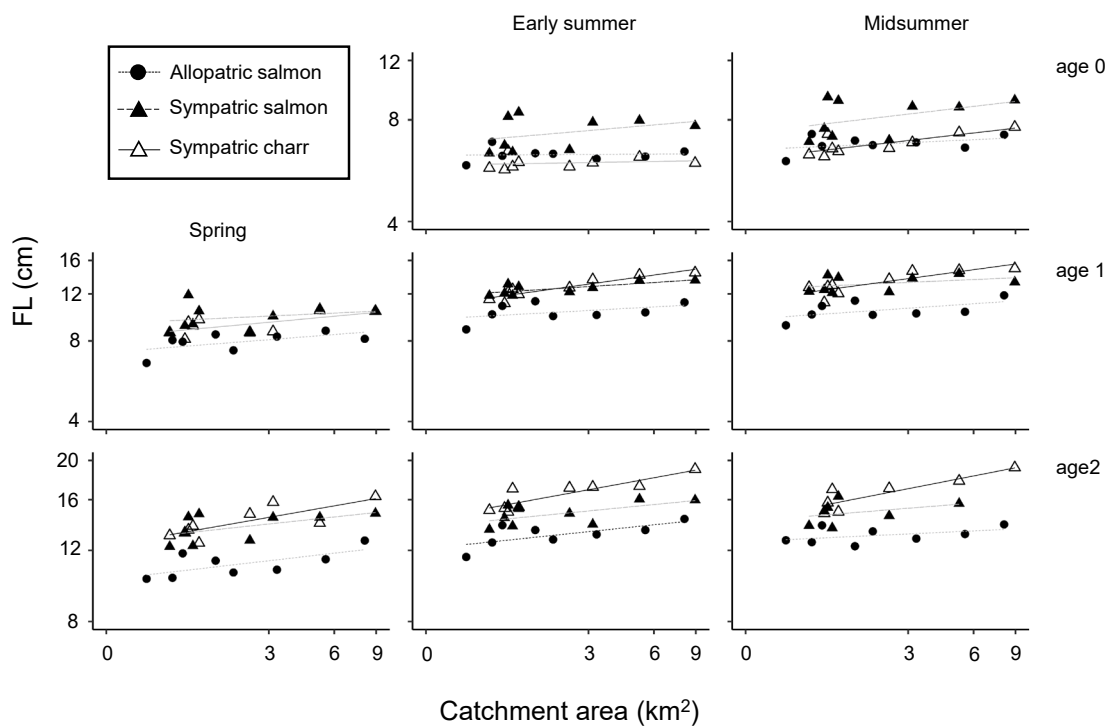 Early summer
Midsummer
Allopatric salmon
Sympatric salmon
Sympatric charr
12
8
4
age 0
Spring
FL (cm)
16
12
8
4
age 1
20
16
12
8
age2
0
3
6
9
0
3
6
9
0
3
6
9
Catchment area (km²)